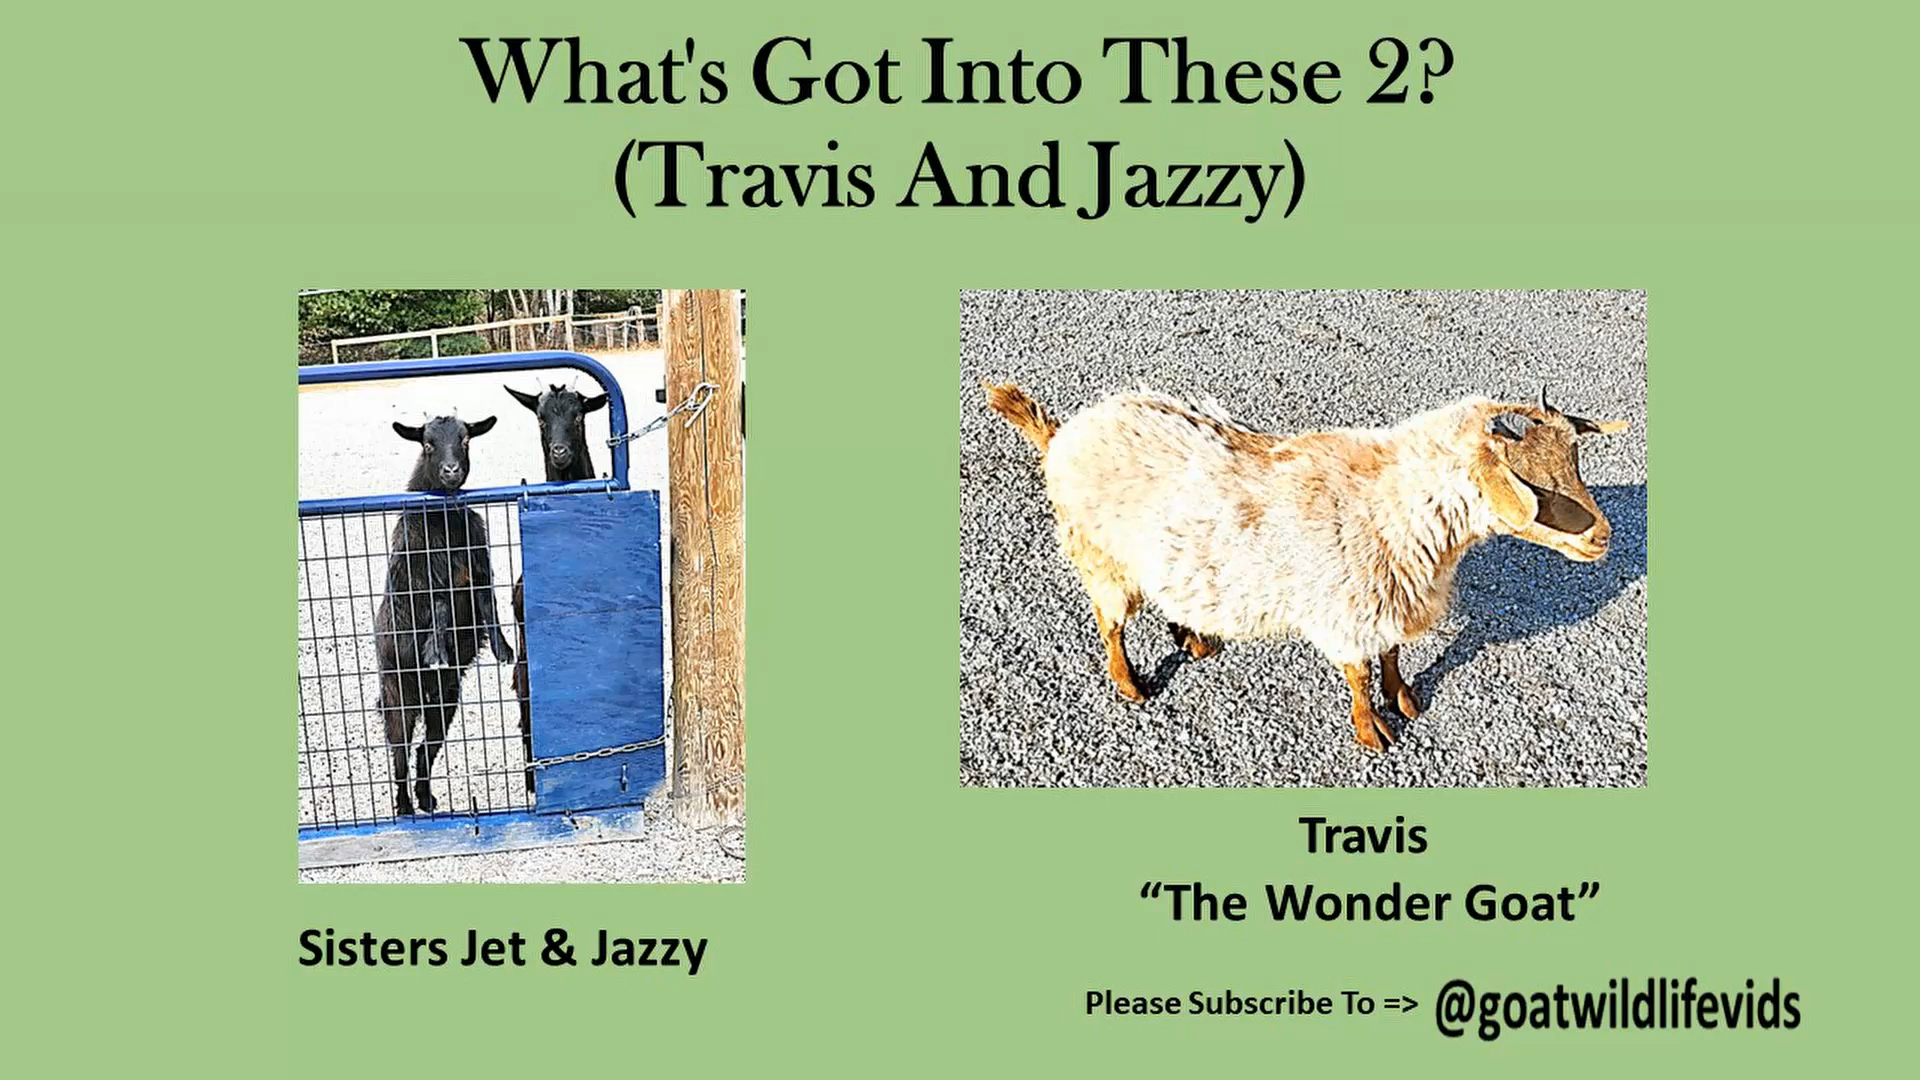 What's Got Into These 2?
(Travis And Jazzy)
Sisters Jet & Jazzy
Travis
“The Wonder Goat”
Please Subscribe To => @goatwildlifevids